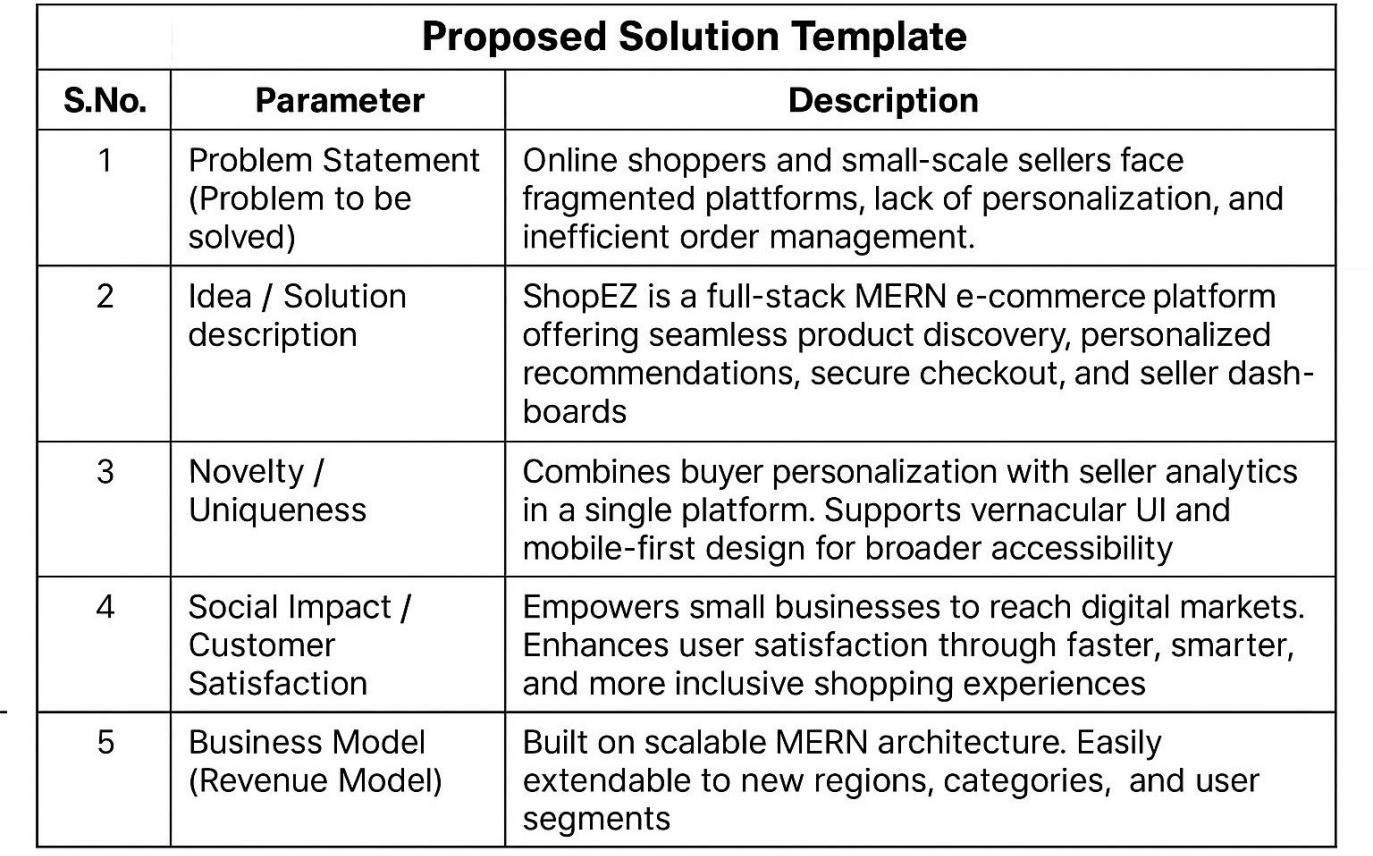 Proposed Solution Template
S.No.
Parameter
Description
1
Problem Statement
(Problem to be
solved)
Online shoppers and small-scale sellers face
fragmented plattforms, lack of personalization, and
inefficient order management.
2
Idea / Solution
description
ShopEZ is a full-stack MERN e-commerce platform
offering seamless product discovery, personalized
recommendations, secure checkout, and seller dash-
boards
3
Novelty /
Uniqueness
Combines buyer personalization with seller analytics
in a single platform. Supports vernacular UI and
mobile-first design for broader accessibility
4
Social Impact /
Customer
Satisfaction
Empowers small businesses to reach digital markets.
Enhances user satisfaction through faster, smarter,
and more inclusive shopping experiences
5
Business Model
(Revenue Model)
Built on scalable MERN architecture. Easily
extendable to new regions, categories, and user
segments